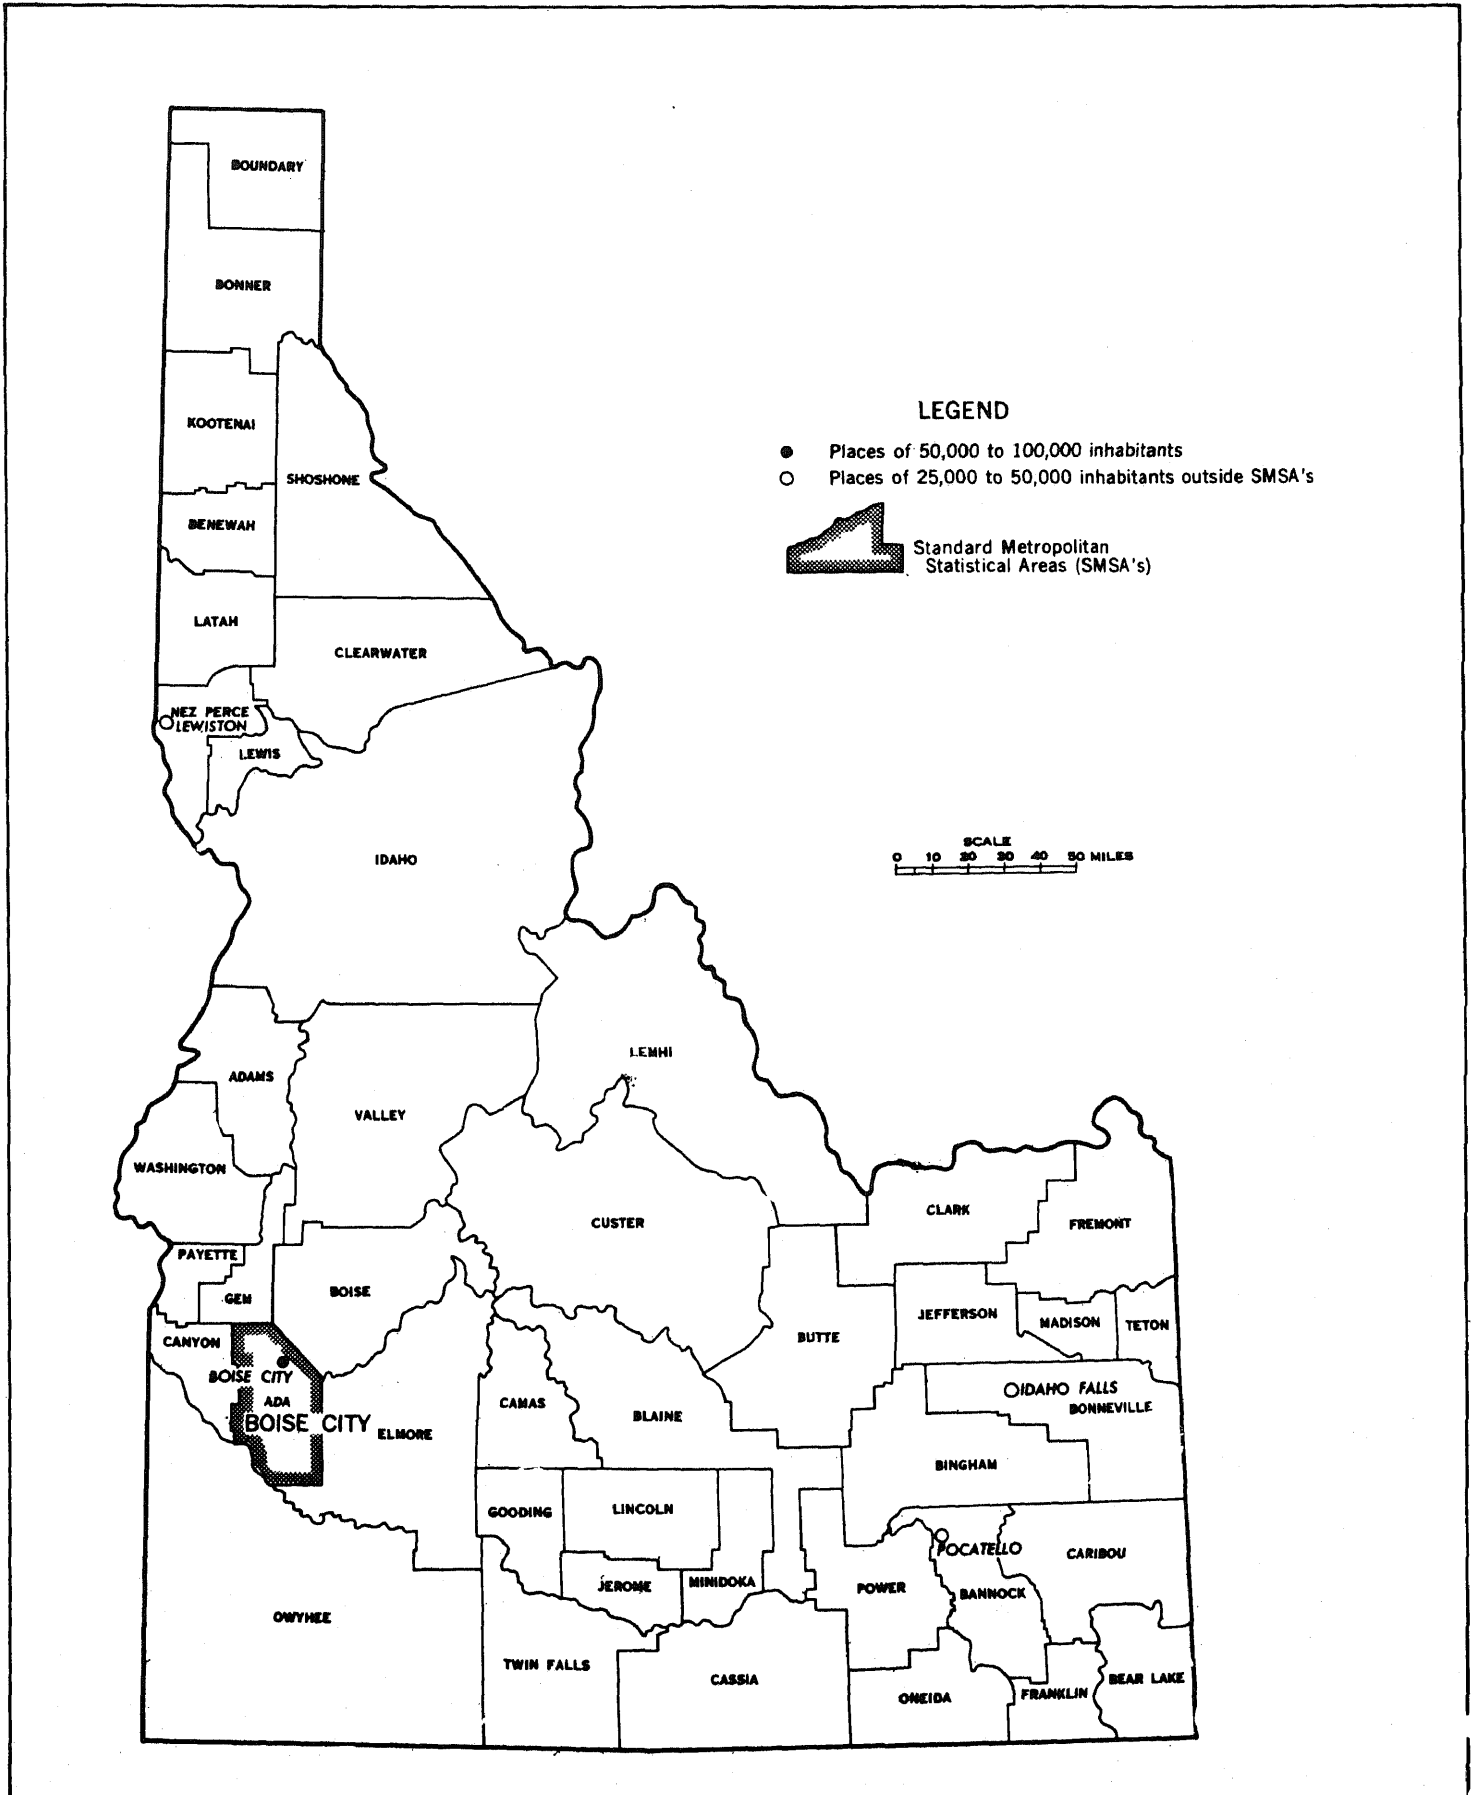 BOUNDARY
BONNER
LEGEND
KOOTENAI
Places of 50,000 to 100,000 inhabitants
Places of 25,000 to 50,000 inhabitants outside SMSA's
SHOSHONE
BENEWAH
Standard Metropolitan
Statistical Areas (SMSA's)
LATAH
CLEARWATER
NEZ PERCE
LEWISTON
LEWIS
SCALE
0 10 20 30 40 50 MILES
IDAHO
LEMHI
ADAMS
VALLEY
WASHINGTON
CLARK
CUSTER
FREMONT
PAYETTE
BOISE
GEM
JEFFERSON
MADISON
TETON
BUTTE
CANYON
BOISE CITY
IDAHO FALLS
ADA
CAMAS
BONNEVILLE
BLAINE
BOISE CITY
ELMORE
BINGHAM
GOODING
LINCOLN
POCATELLO
CARIBOU
MINIDOKA
JEROME
POWER
BANNOCK
OWYHEE
TWIN FALLS
CASSIA
BEAR LAKE
ONEIDA
FRANKLIN